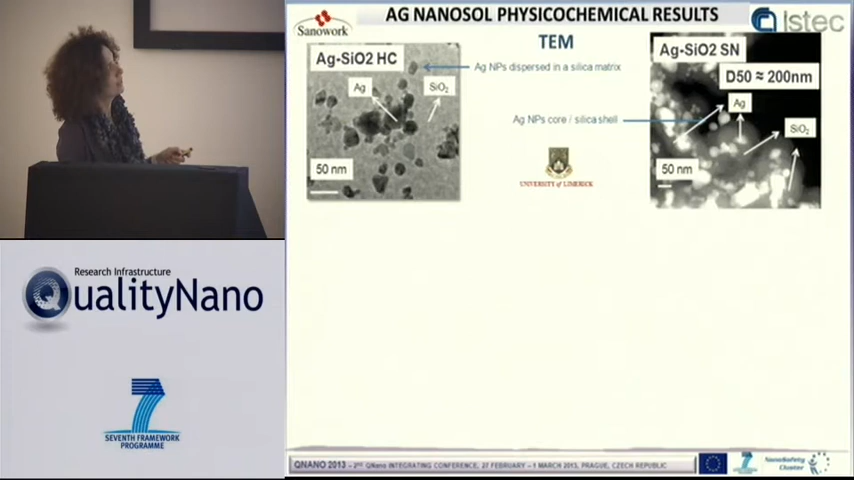 AG NANOSOL PHYSICOCHEMICAL RESULTS
Sanowork
Istec
TEM
Ag-SiO2 HC
Ag NPs dispersed in a silica matrix
Ag-SiO2 SN
D50 ≈ 200nm
Ag
SiO₂
Ag
Ag NPs core / silica shell
SiO₂
50 nm
50 nm
UNIVERSITY of LIMERICK
Research Infrastructure
QualityNano
7
SEVENTH FRAMEWORK
PROGRAMME
QNANO 2013 – 2ND QNano INTEGRATING CONFERENCE, 27 FEBRUARY – 1 MARCH 2013, PRAGUE, CZECH REPUBLIC
NanoSafety
Cluster